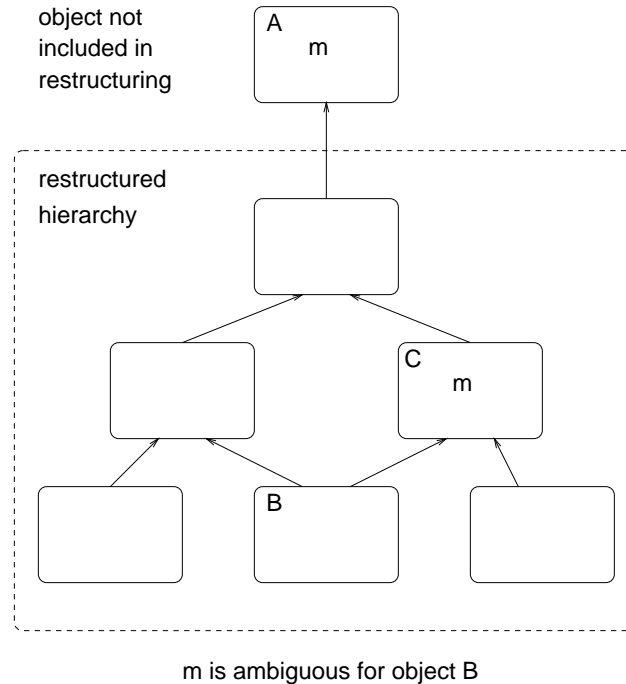 object not
included in
restructuring
A
m
restructured
hierarchy
C
m
B
m is ambiguous for object B